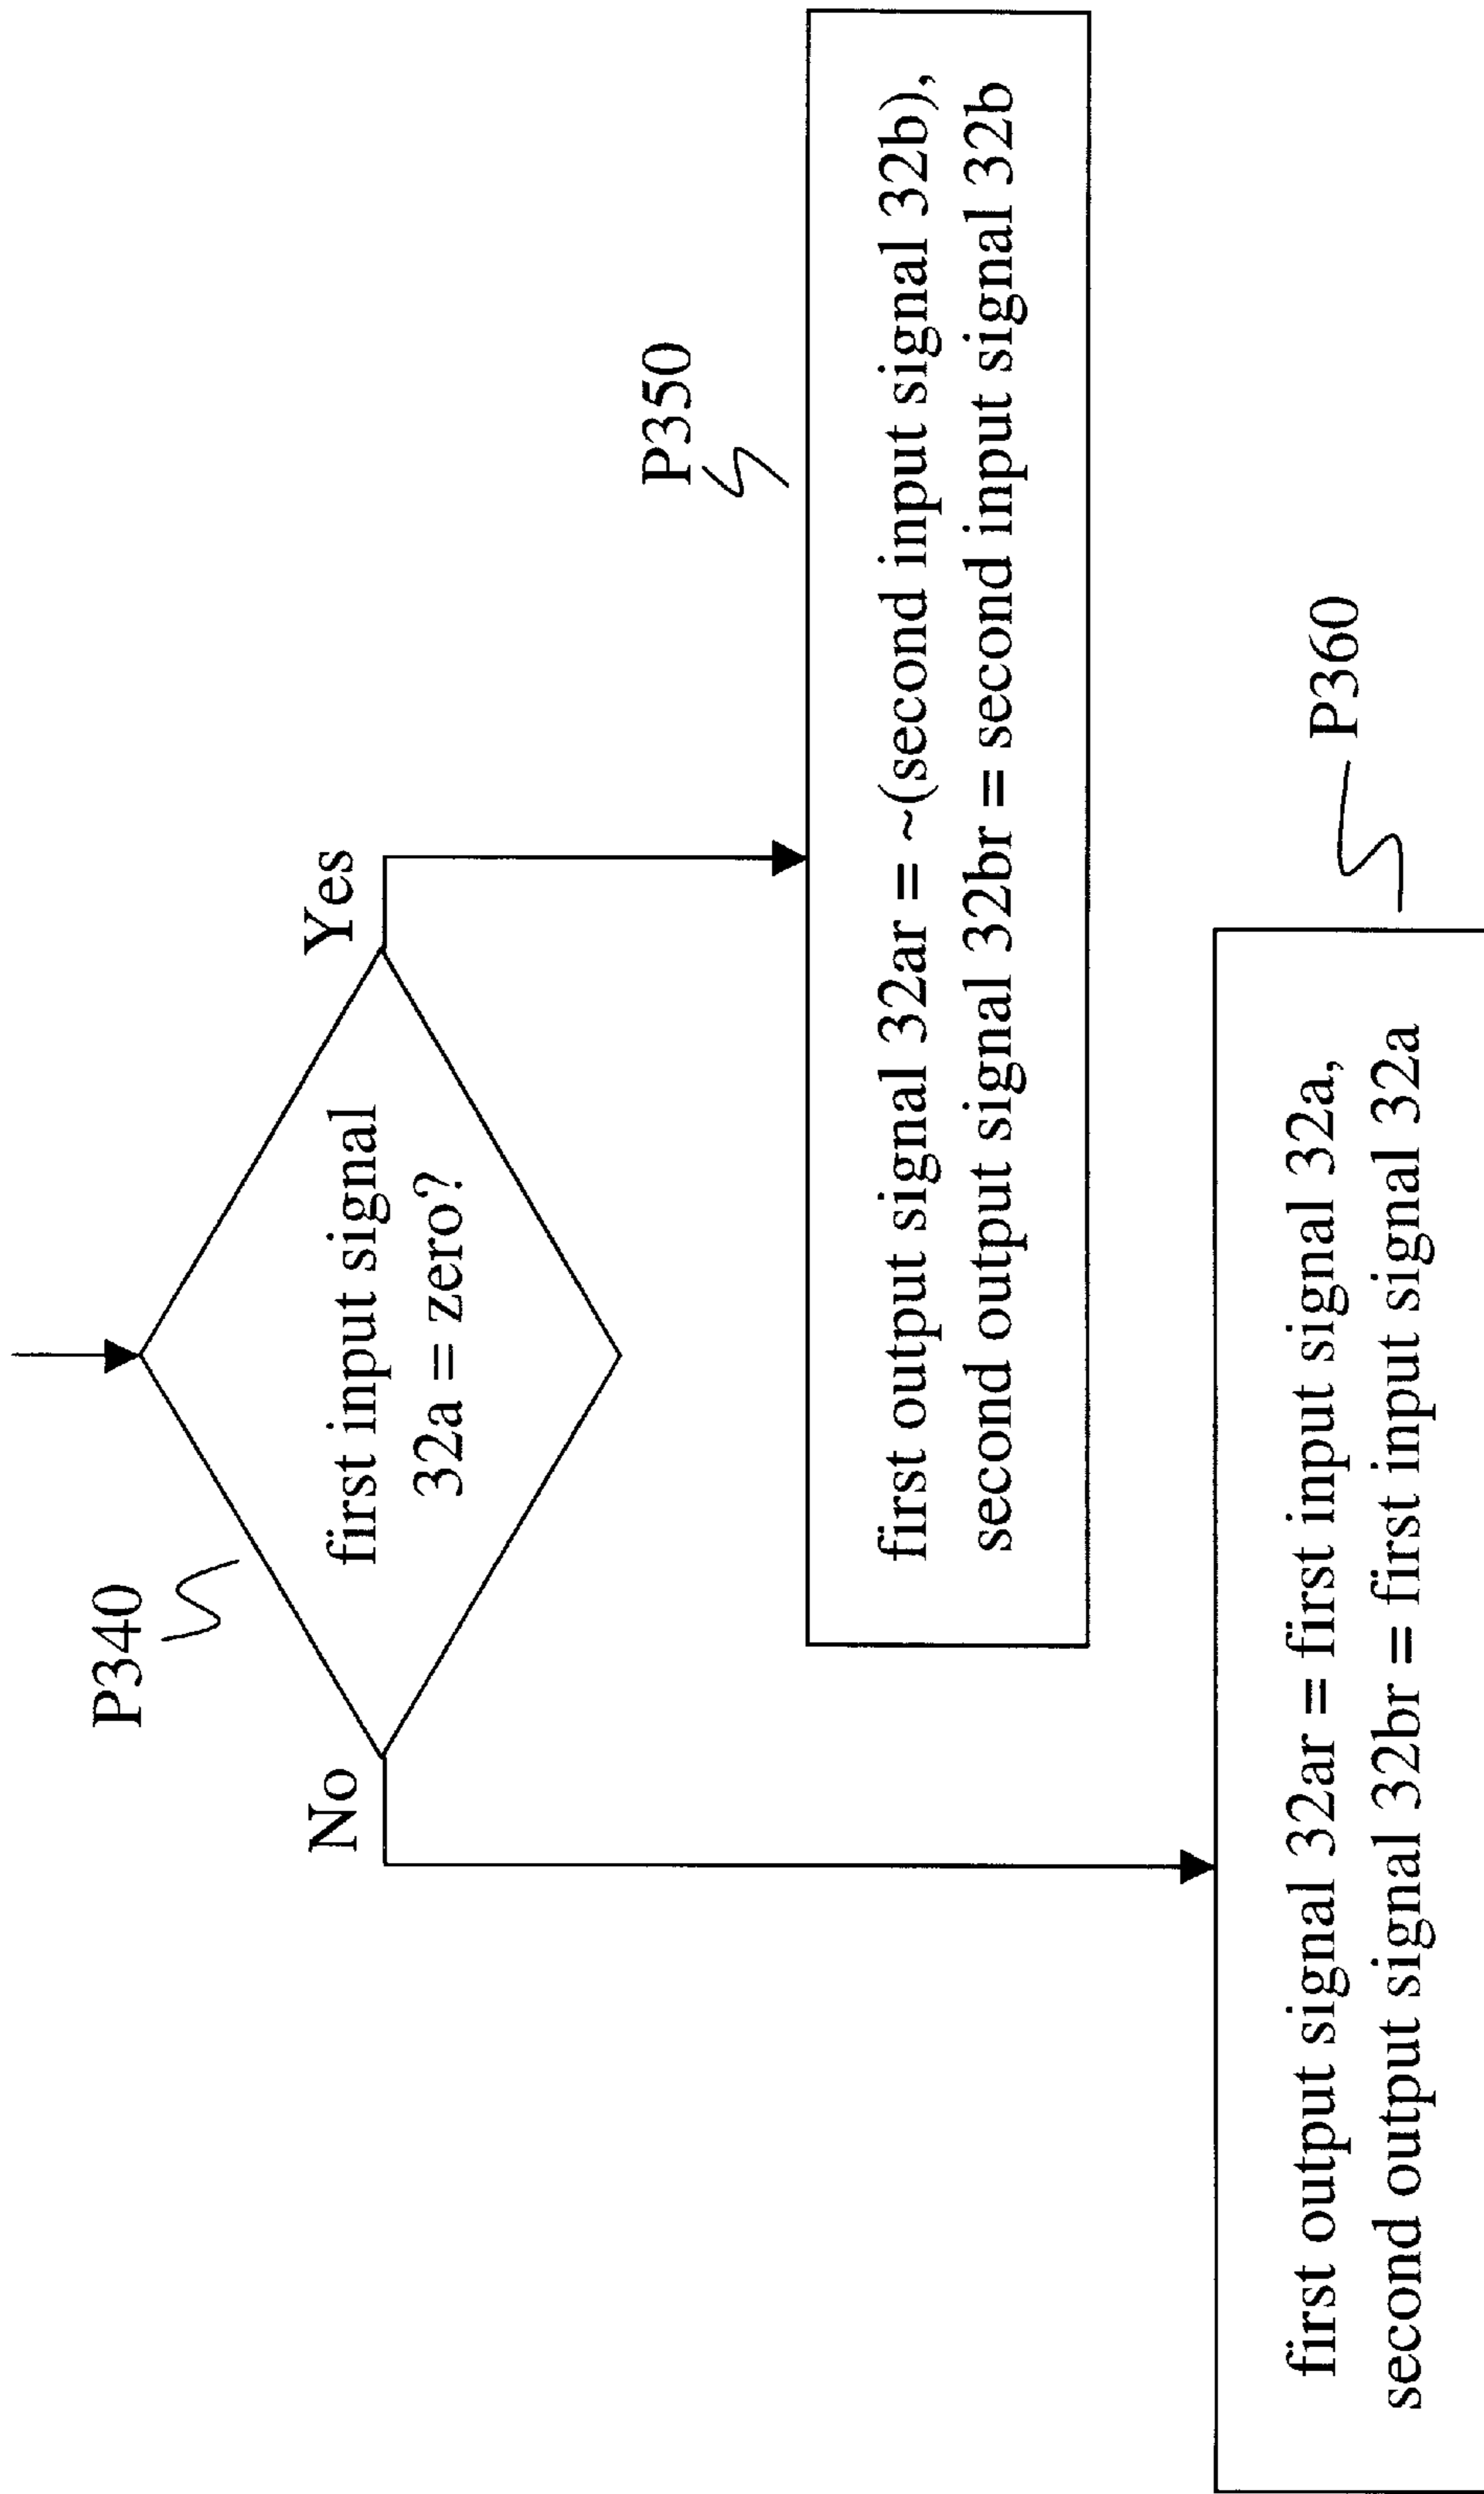 P340
first input signal
32a = zero?
No
Yes
P350
first output signal 32ar = ~(second input signal 32b),
second output signal 32br = second input signal 32b
P360
first output signal 32ar = first input signal 32a,
second output signal 32br = first input signal 32a